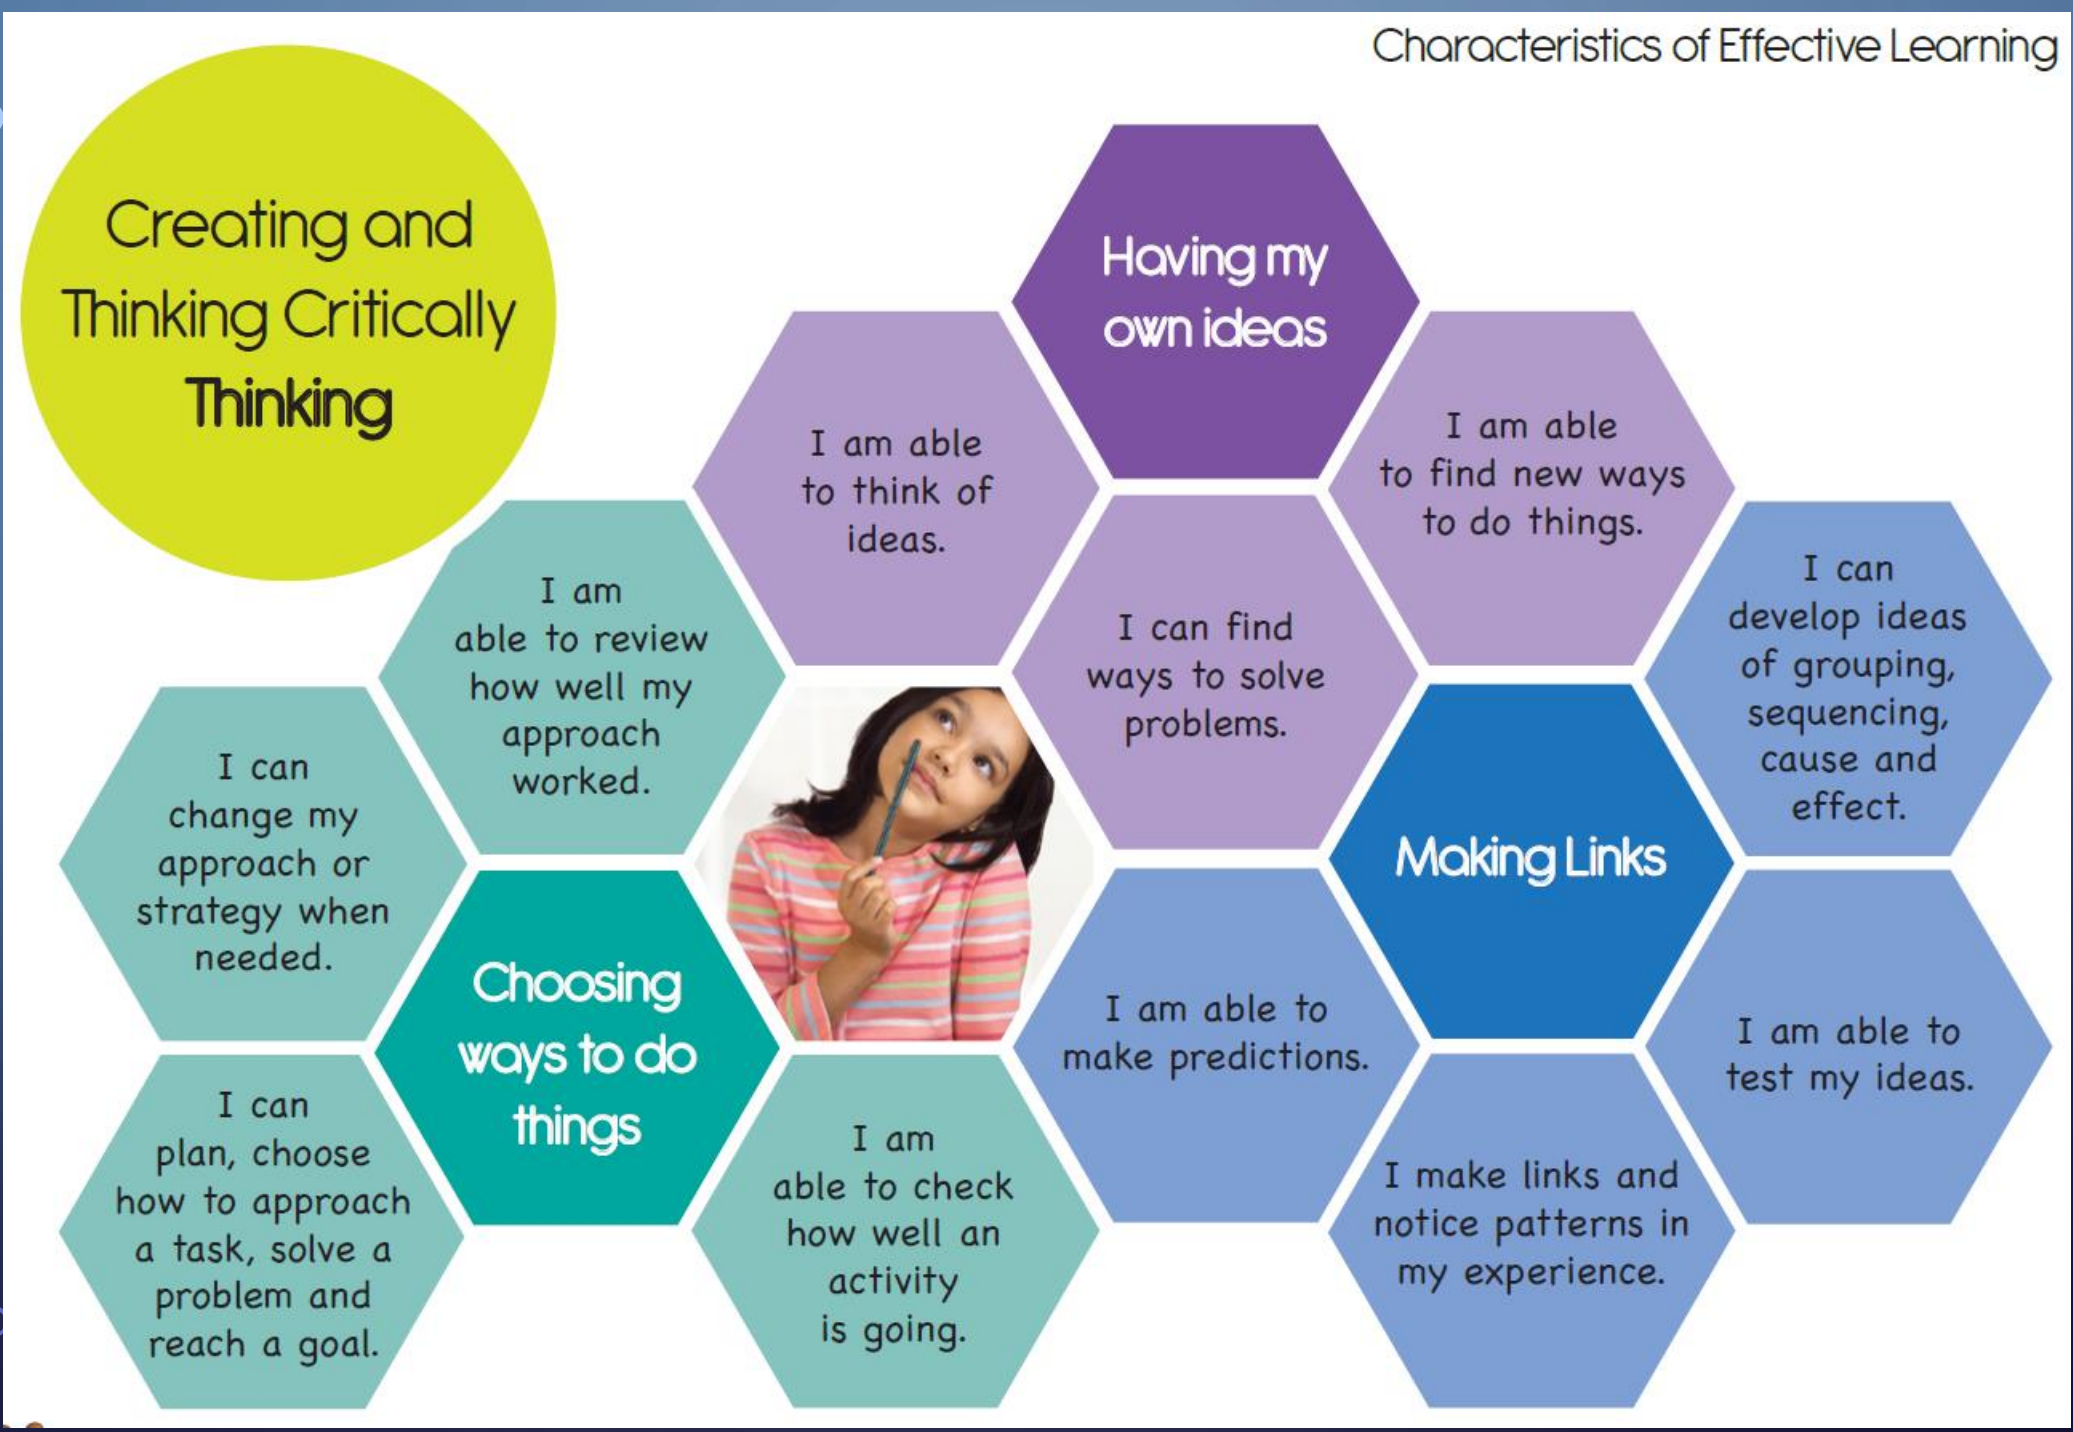 Characteristics of Effective Learning
Creating and
Thinking Critically
Thinking
Having my
own ideas
I am able
to think of
ideas.
I am able
to find new ways
to do things.
I can find
ways to solve
problems.
Making Links
I can
develop ideas
of grouping,
sequencing,
cause and
effect.
I am able to
make predictions.
I am able to
test my ideas.
I make links and
notice patterns in
my experience.
Choosing
ways to do
things
I am
able to review
how well my
approach
worked.
I can
change my
approach or
strategy when
needed.
I can
plan, choose
how to approach
a task, solve a
problem and
reach a goal.
I am
able to check
how well an
activity
is going.